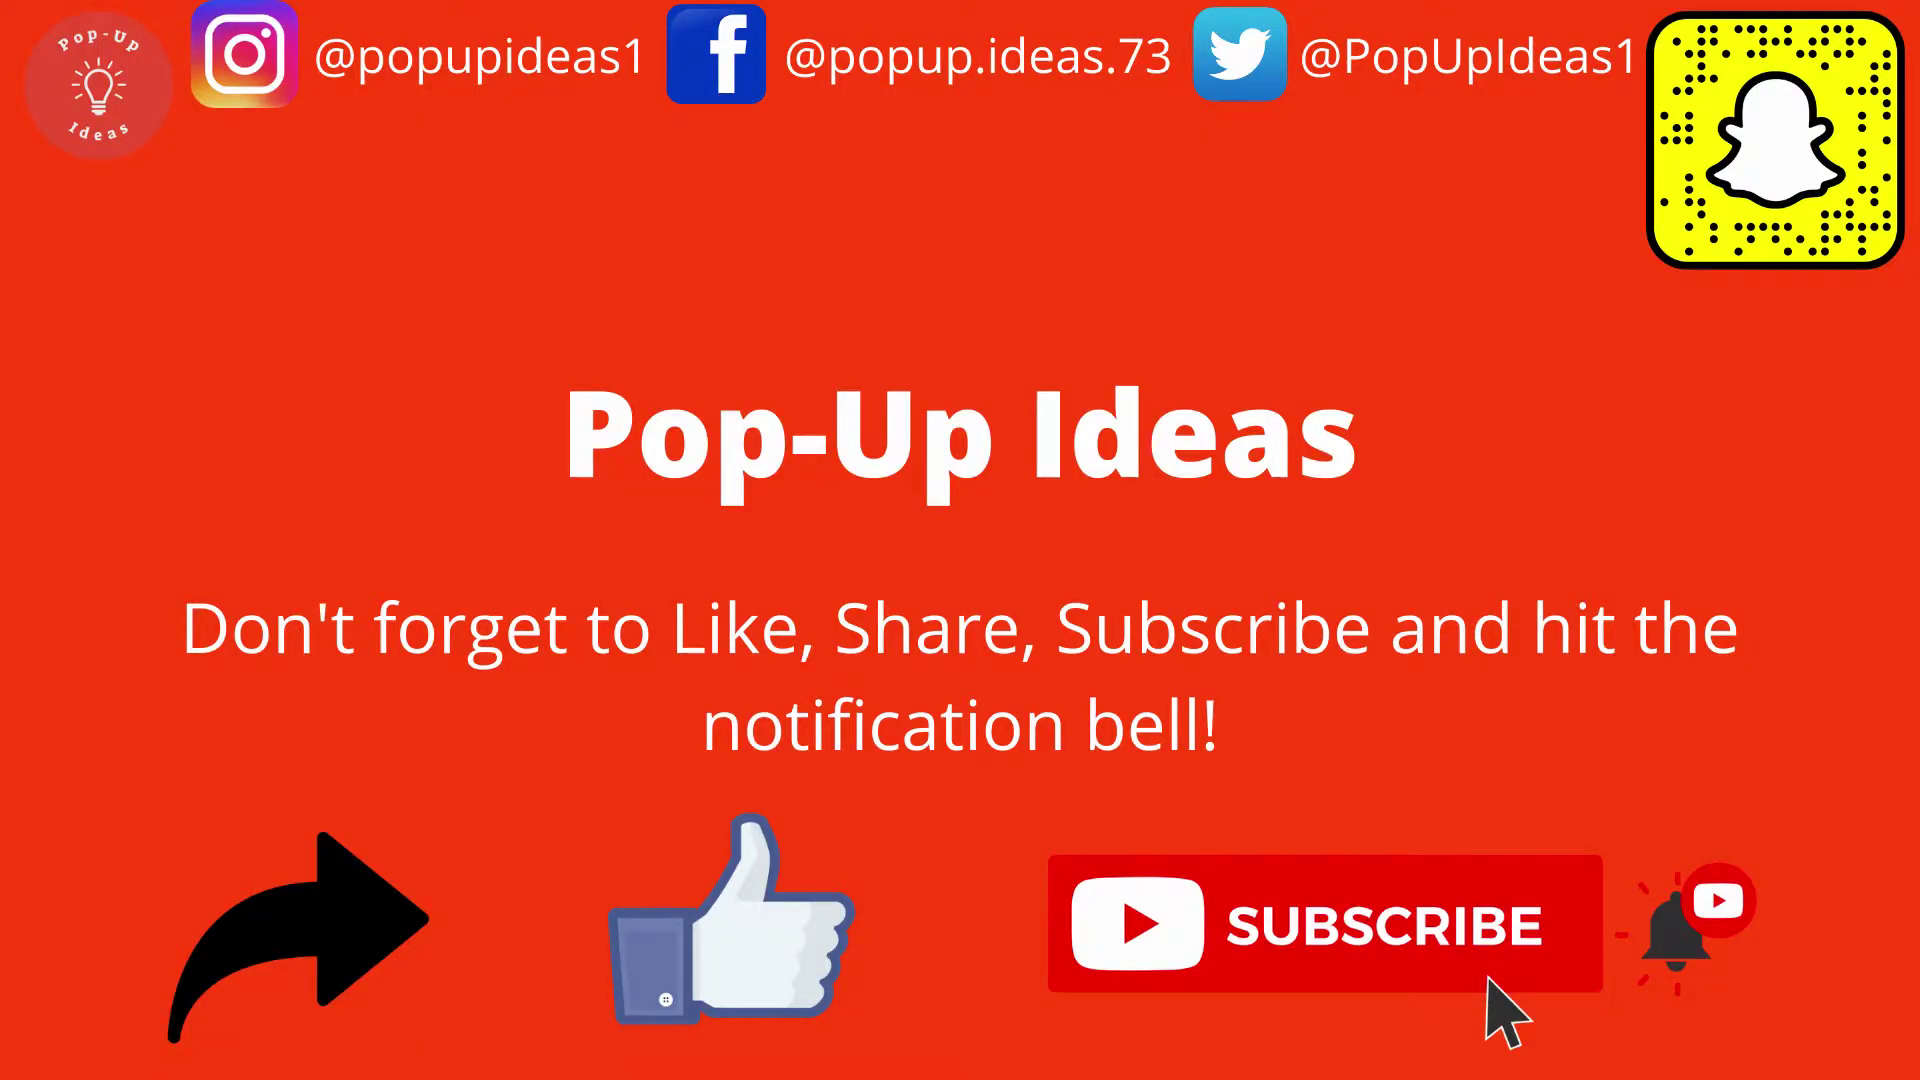 Pop-Up
Ideas
@popupideas1
@popup.ideas.73
@PopUpIdeas1
Pop-Up Ideas
Don't forget to Like, Share, Subscribe and hit the
notification bell!
SUBSCRIBE